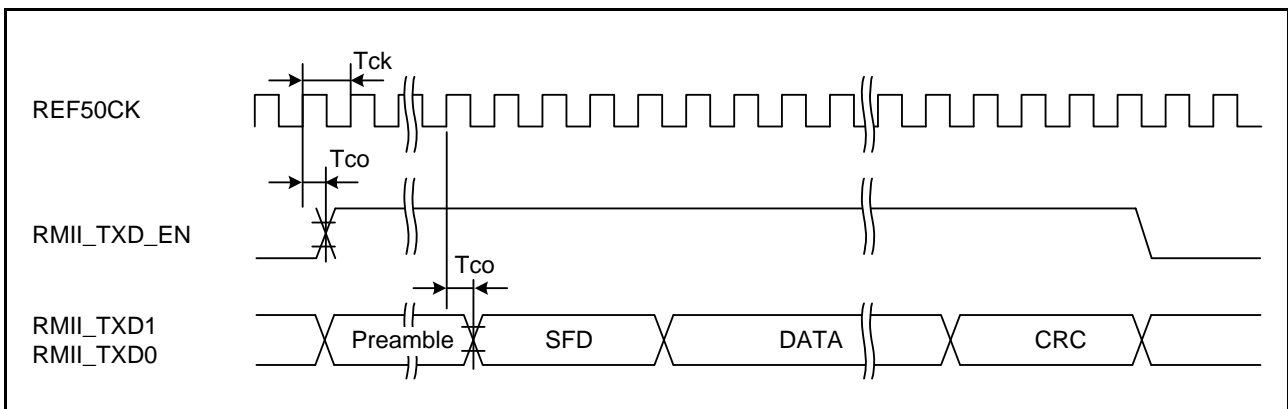 Tck
REF50CK
Tco
RMII_TXD_EN
Tco
RMII_TXD1
RMII_TXD0
Preamble
SFD
DATA
CRC